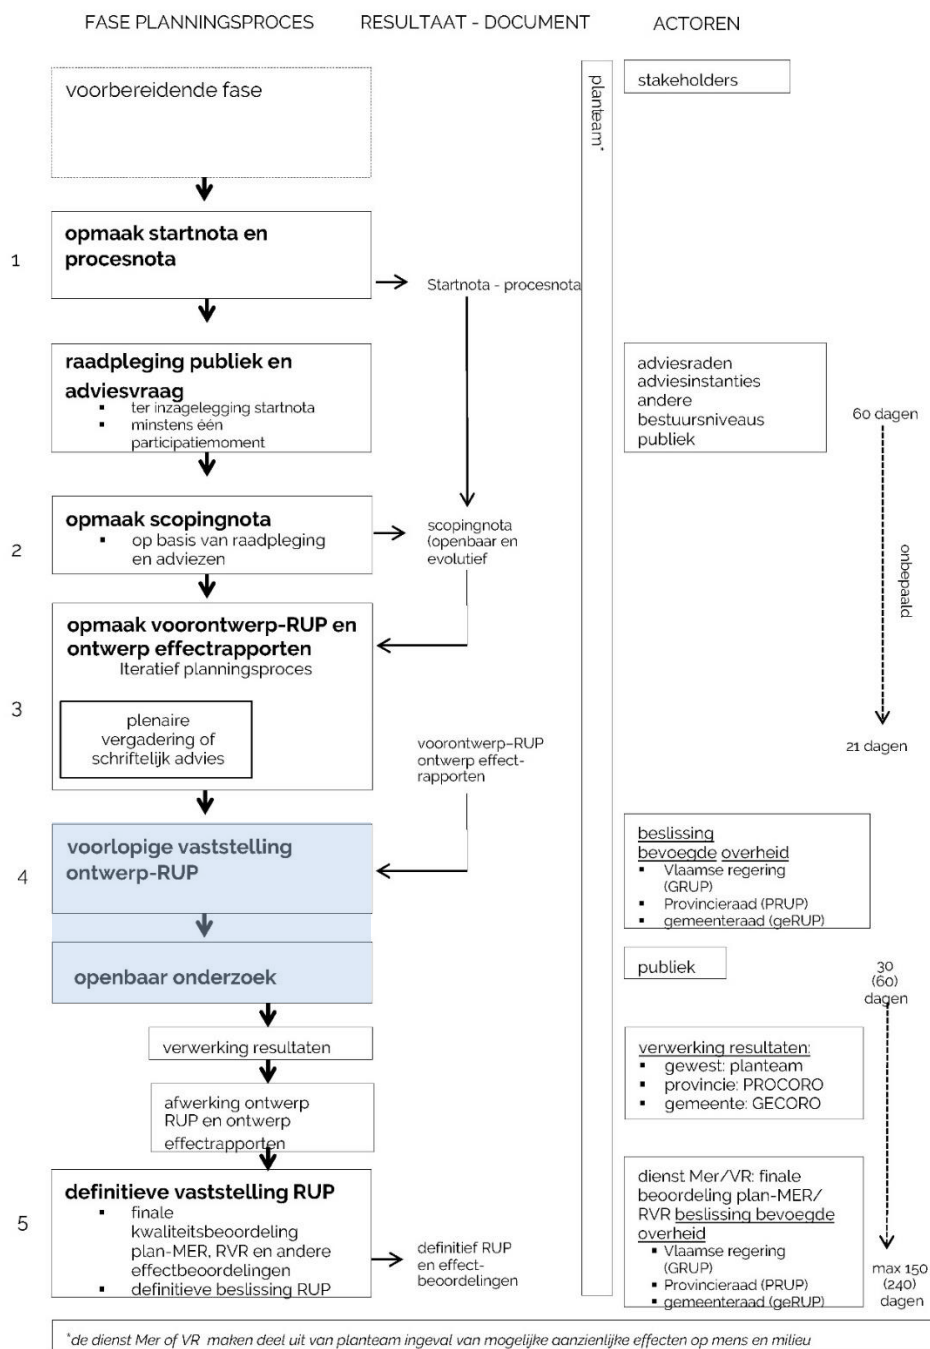 FASE PLANNINGSPROCES
RESULTAAT - DOCUMENT
ACTOREN
voorbereidende fase
planteam*
stakeholders
1
opmaak startnota en
procesnota
Startnota - procesnota
raadpleging publiek en
adviesvraag
▪ ter inzagelegging startnota
▪ minstens één
participatiemoment
adviesraden
adviesinstanties
andere
bestuursniveaus
publiek
60 dagen
2
opmaak scopingnota
▪ op basis van raadpleging
en adviezen
scopingnota
(openbaar en
evolutief
onbepaald
3
opmaak voorontwerp-RUP en
ontwerp effectrapporten
Iteratief planningsproces
plenaire
vergadering of
schriftelijk advies
voorontwerp-RUP
ontwerp effect-
rapporten
21 dagen
4
voorlopige vaststelling
ontwerp-RUP
beslissing
bevoegde overheid
▪ Vlaamse regering
(GRUP)
▪ Provincieraad (PRUP)
▪ gemeenteraad (geRUP)
openbaar onderzoek
publiek
30
(60)
dagen
verwerking resultaten
verwerking resultaten:
▪ gewest: planteam
▪ provincie: PROCORO
▪ gemeente: GECORO
afwerking ontwerp
RUP en ontwerp
effectrapporten
5
definitieve vaststelling RUP
▪ finale
kwaliteitsbeoordeling
plan-MER, RVR en andere
effectbeoordelingen
▪ definitieve beslissing RUP
definitief RUP
en effect-
beoordelingen
dienst Mer/VR: finale
beoordeling plan-MER/
RVR beslissing bevoegde
overheid
▪ Vlaamse regering
(GRUP)
▪ Provincieraad (PRUP)
▪ gemeenteraad (geRUP)
max 150
(240)
dagen
*de dienst Mer of VR maken deel uit van planteam ingeval van mogelijke aanzienlijke effecten op mens en milieu